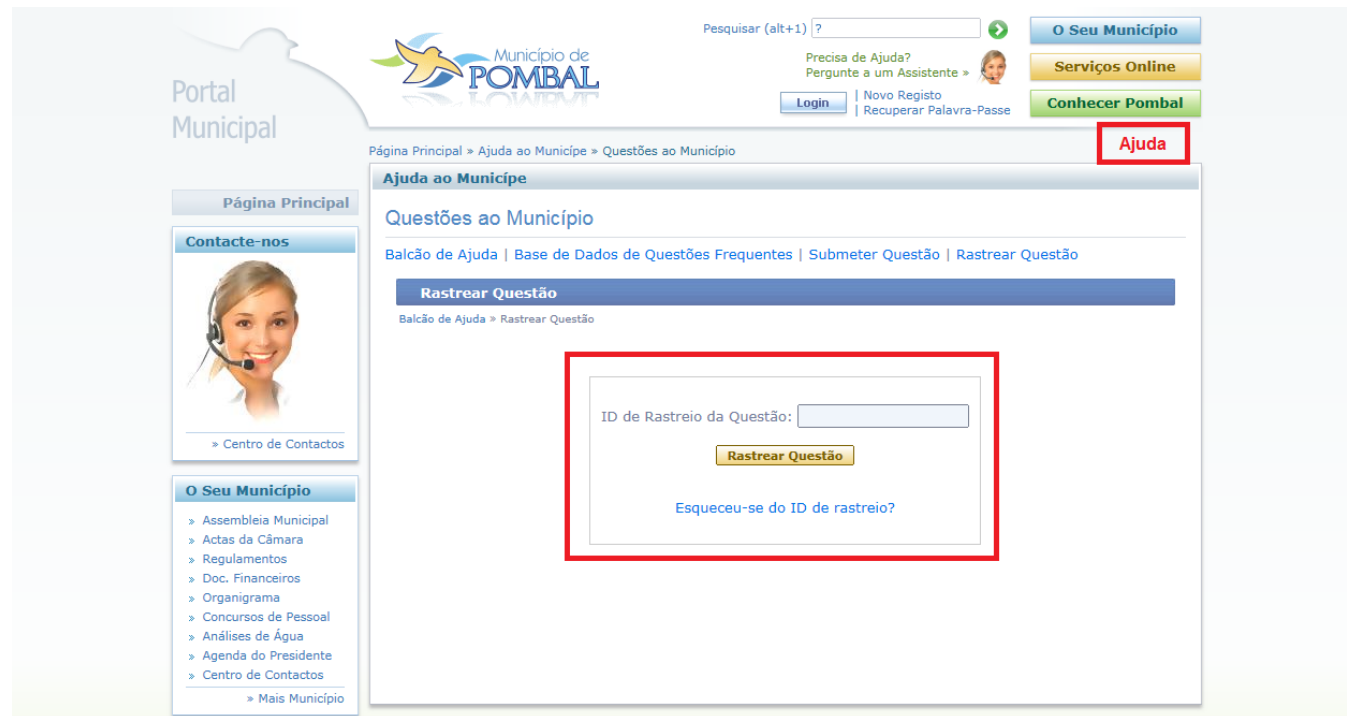 Portal
Municipal
Município de
POMBAL
Pesquisar (alt+1) ?
Precisa de Ajuda?
Pergunte a um Assistente »
Login | Novo Registo
| Recuperar Palavra-Passe
O Seu Município
Serviços Online
Conhecer Pombal
Ajuda
Página Principal » Ajuda ao Municípe » Questões ao Município
Página Principal
Contacte-nos
» Centro de Contactos
O Seu Município
» Assembleia Municipal
» Actas da Câmara
» Regulamentos
» Doc. Financeiros
» Organigrama
» Concursos de Pessoal
» Análises de Água
» Agenda do Presidente
» Centro de Contactos
» Mais Município
Ajuda ao Municípe
Questões ao Município
Balcão de Ajuda | Base de Dados de Questões Frequentes | Submeter Questão | Rastrear Questão
Rastrear Questão
Balcão de Ajuda » Rastrear Questão
ID de Rastreio da Questão:
Rastrear Questão
Esqueceu-se do ID de rastreio?